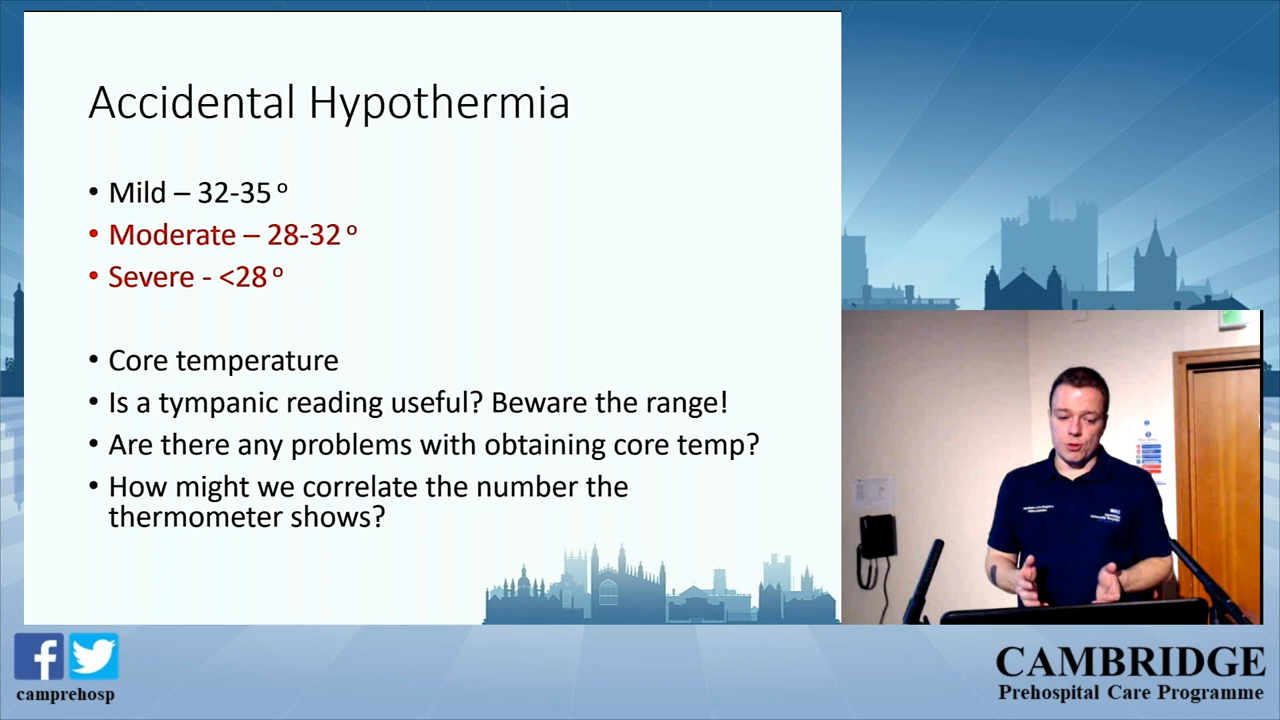 Accidental Hypothermia
• Mild – 32-35 º
• Moderate – 28-32 º
• Severe - <28 º
• Core temperature
• Is a tympanic reading useful? Beware the range!
• Are there any problems with obtaining core temp?
• How might we correlate the number the
thermometer shows?
camprehosp
CAMBRIDGE
Prehospital Care Programme